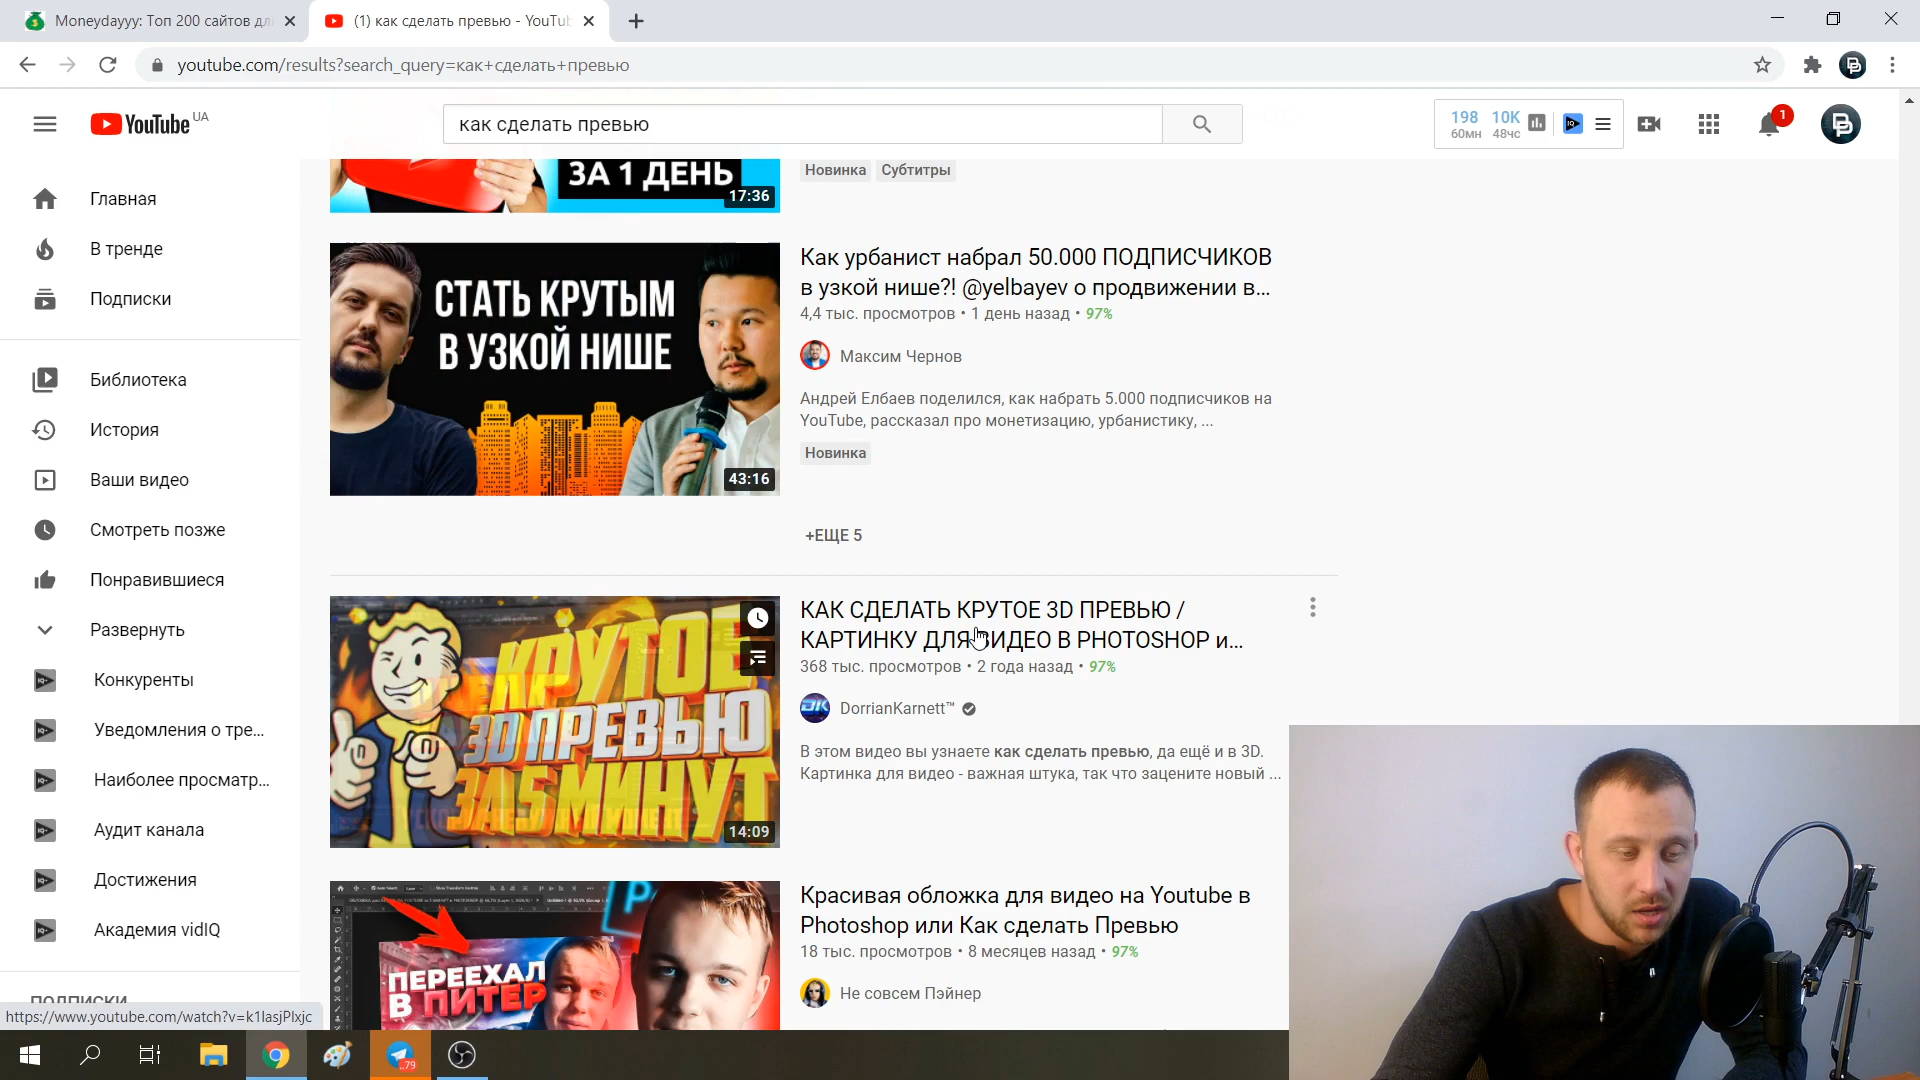 Moneydayyy: Топ 200 сайтов дл
(1) как сделать превью - YouTub
youtube.com/results?search_query=как+сделать+превью
YouTube UA
как сделать превью
198 10K
60мн 48чс
1
Главная
В тренде
Подписки
Библиотека
История
Ваши видео
Смотреть позже
Понравившиеся
Развернуть
Конкуренты
Уведомления о тре...
Наиболее просматр...
Аудит канала
Достижения
Академия vidIQ
ПОДПИСКИ
https://www.youtube.com/watch?v=k1lasjPlxjc
ЗА 1 ДЕНЬ
17:36
Новинка Субтитры
СТАТЬ КРУТЫМ
В УЗКОЙ НИШЕ
43:16
Как урбанист набрал 50.000 ПОДПИСЧИКОВ
в узкой нише?! @yelbayev о продвижении в...
4,4 тыс. просмотров • 1 день назад • 97%
Максим Чернов
Андрей Елбаев поделился, как набрать 5.000 подписчиков на
YouTube, рассказал про монетизацию, урбанистику, ...
Новинка
+ЕЩЕ 5
КРУТОЕ
3D ПРЕВЬЮ
ЗА 5 МИНУТ
14:09
КАК СДЕЛАТЬ КРУТОЕ 3D ПРЕВЬЮ /
КАРТИНКУ ДЛЯ ВИДЕО В PHOTOSHOP и...
368 тыс. просмотров • 2 года назад • 97%
DorrianKarnett™
В этом видео вы узнаете как сделать превью, да ещё и в 3D.
Картинка для видео - важная штука, так что зацените новый ...
ПЕРЕЕХАЛ
В ПИТЕР
Красивая обложка для видео на Youtube в
Photoshop или Как сделать Превью
18 тыс. просмотров • 8 месяцев назад • 97%
Не совсем Пэйнер
..79